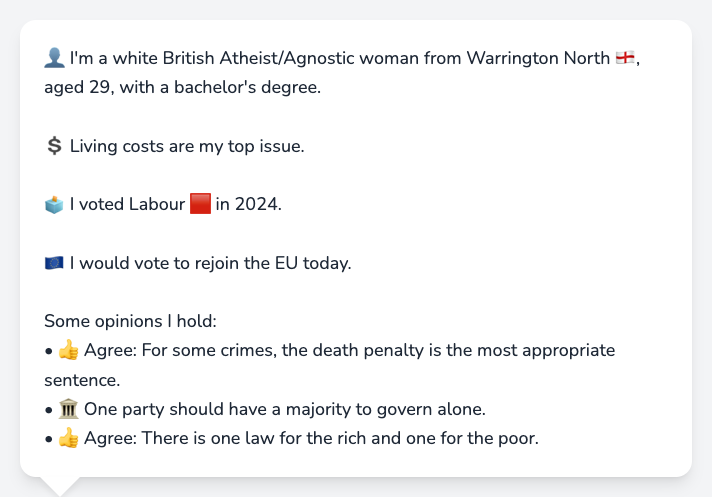 👤 I'm a white British Atheist/Agnostic woman from Warrington North 🏴󠁧󠁢󠁥󠁮󠁧󠁿,
aged 29, with a bachelor's degree.
💲 Living costs are my top issue.
🗳️ I voted Labour 🟥 in 2024.
🇪🇺 I would vote to rejoin the EU today.
Some opinions I hold:
• 👍 Agree: For some crimes, the death penalty is the most appropriate
sentence.
• 🏛️ One party should have a majority to govern alone.
• 👍 Agree: There is one law for the rich and one for the poor.